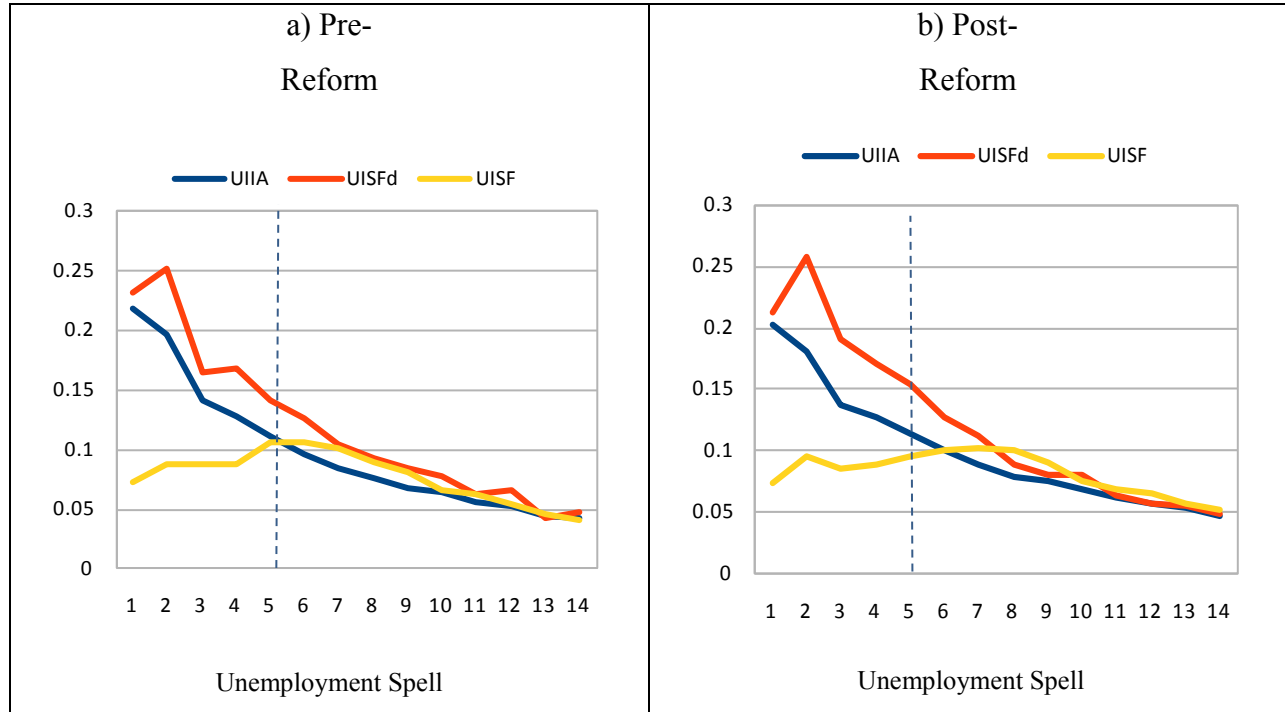 a) Pre-
Reform
UIIA UISFd UISF
0.3
0.25
0.2
0.15
0.1
0.05
0
1 2 3 4 5 6 7 8 9 10 11 12 13 14
Unemployment Spell
b) Post-
Reform
UIIA UISFd UISF
0.3
0.25
0.2
0.15
0.1
0.05
0
1 2 3 4 5 6 7 8 9 10 11 12 13 14
Unemployment Spell